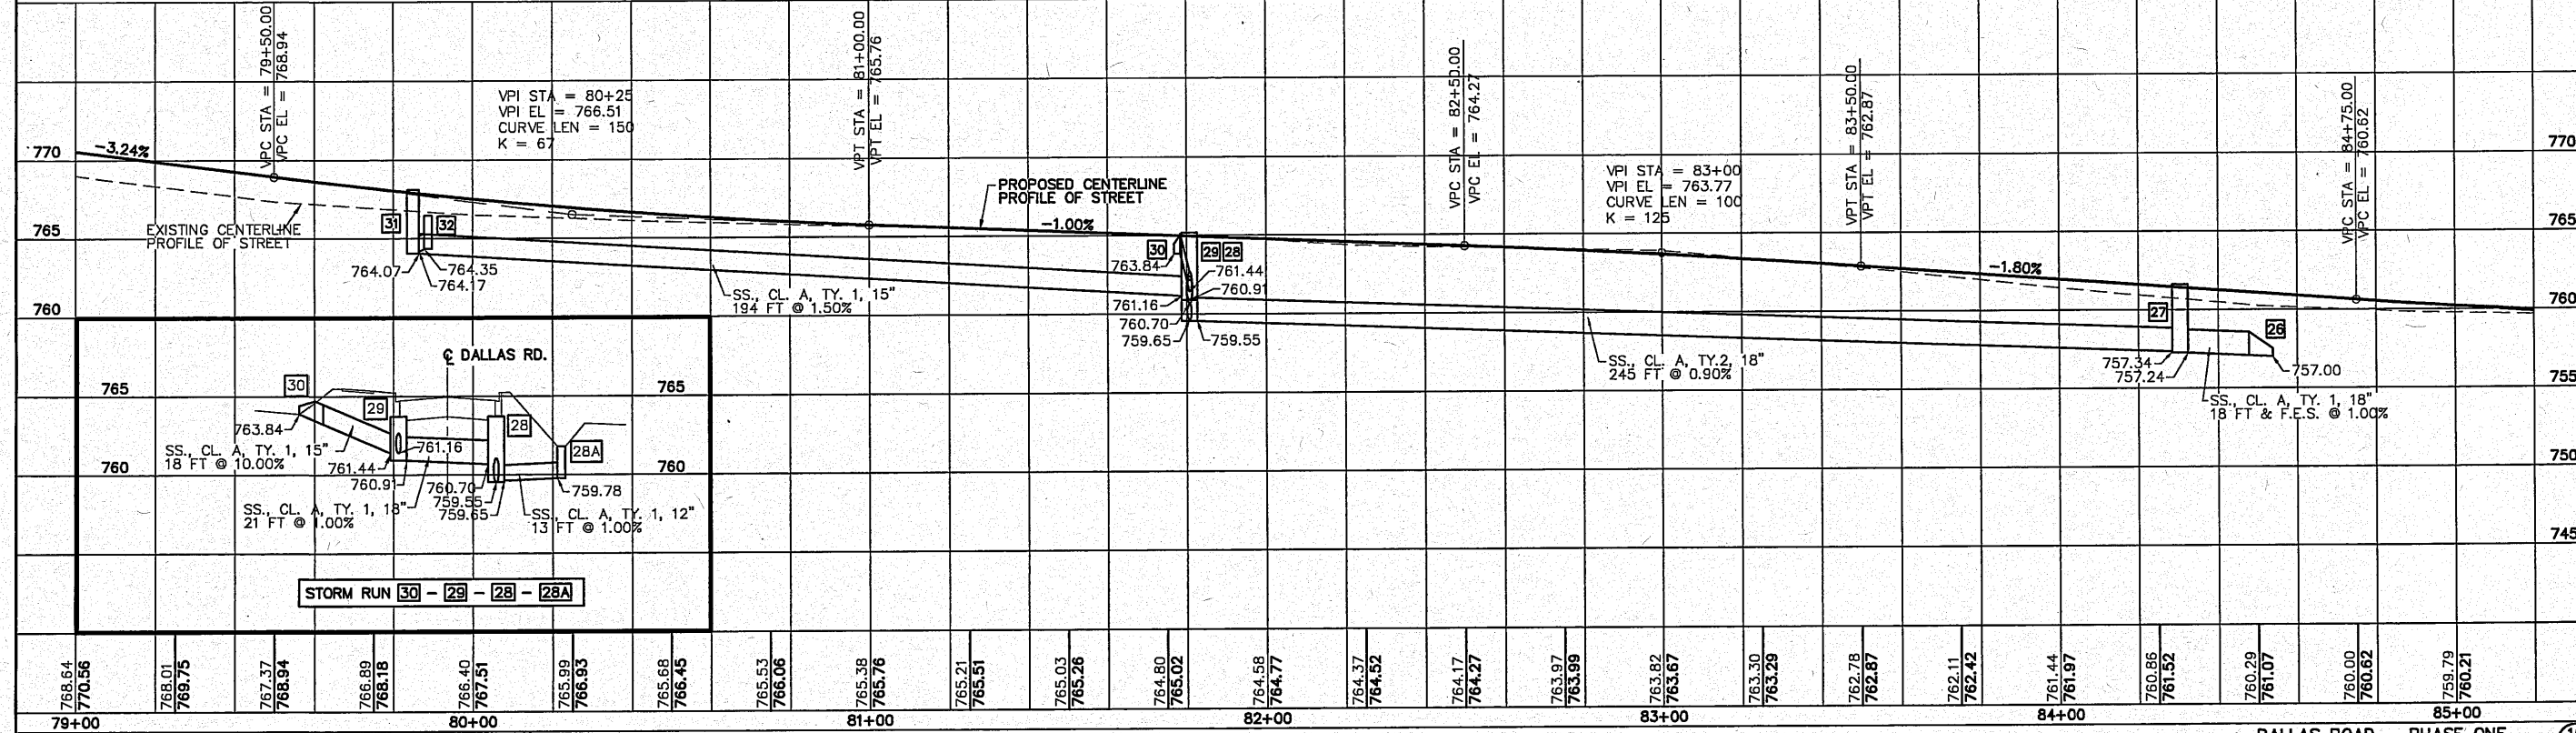 VPC STA = 79+50.00
VPC EL = 768.94
VPI STA = 80+25
VPI EL = 766.51
CURVE LEN = 150
K = 67
VPT STA = 81+00.00
VPT EL = 765.76
VPC STA = 82+50.00
VPC EL = 764.27
VPI STA = 83+00
VPI EL = 763.77
CURVE LEN = 100
K = 125
VPT STA = 83+50.00
VPT EL = 762.87
VPC STA = 84+75.00
VPC EL = 760.62
770
-3.24%
770
PROPOSED CENTERLINE
PROFILE OF STREET
-1.00%
EXISTING CENTERLINE
PROFILE OF STREET
31
32
765
765
764.07
764.35
764.17
30
29 28
763.84
761.44
760.91
761.16
760.70
759.65
759.55
-1.80%
SS., CL. A, TY. 1, 15"
194 FT @ 1.50%
760
760
27
26
SS., CL. A, TY.2, 18"
245 FT @ 0.90%
757.34
757.24
757.00
SS., CL. A, TY. 1, 18"
18 FT & F.E.S. @ 1.00%
755
750
745
℄ DALLAS RD.
765
765
30
29
28
28A
763.84
SS., CL. A, TY. 1, 15"
18 FT @ 10.00%
761.16
761.44
760
760
760.91
760.70
759.55
759.65
759.78
SS., CL. A, TY. 1, 18"
21 FT @ 1.00%
SS., CL. A, TY. 1, 12"
13 FT @ 1.00%
STORM RUN 30 - 29 - 28 - 28A
768.64
770.56
768.01
769.75
767.37
768.94
766.89
768.18
766.40
767.51
765.99
766.93
765.68
766.45
765.53
766.06
765.38
765.76
765.21
765.51
765.03
765.26
764.80
765.02
764.58
764.77
764.37
764.52
764.17
764.27
763.97
763.99
763.82
763.67
763.30
763.29
762.78
762.87
762.11
762.42
761.44
761.97
760.86
761.52
760.29
761.07
760.00
760.62
759.79
760.21
79+00
80+00
81+00
82+00
83+00
84+00
85+00
DALLAS ROAD - PHASE ONE